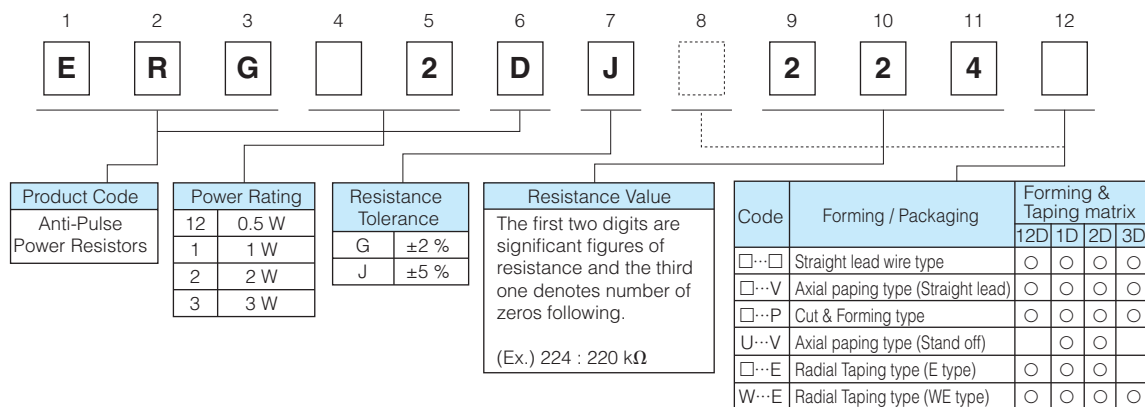 1 2 3 4 5 6 7 8 9 10 11 12
E R G 2 D J 2 2 4
Product Code
Anti-Pulse
Power Resistors
Power Rating
12 0.5 W
1 1 W
2 2 W
3 3 W
Resistance
Tolerance
G ±2 %
J ±5 %
Resistance Value
The first two digits are
significant figures of
resistance and the third
one denotes number of
zeros following.
(Ex.) 224 : 220 kΩ
Code Forming / Packaging Forming &
Taping matrix
12D 1D 2D 3D
□···□ Straight lead wire type ○ ○ ○ ○
□···V Axial paping type (Straight lead) ○ ○ ○ ○
□···P Cut & Forming type ○ ○ ○ ○
U···V Axial paping type (Stand off) ○ ○
□···E Radial Taping type (E type) ○ ○ ○
W···E Radial Taping type (WE type) ○ ○ ○ ○